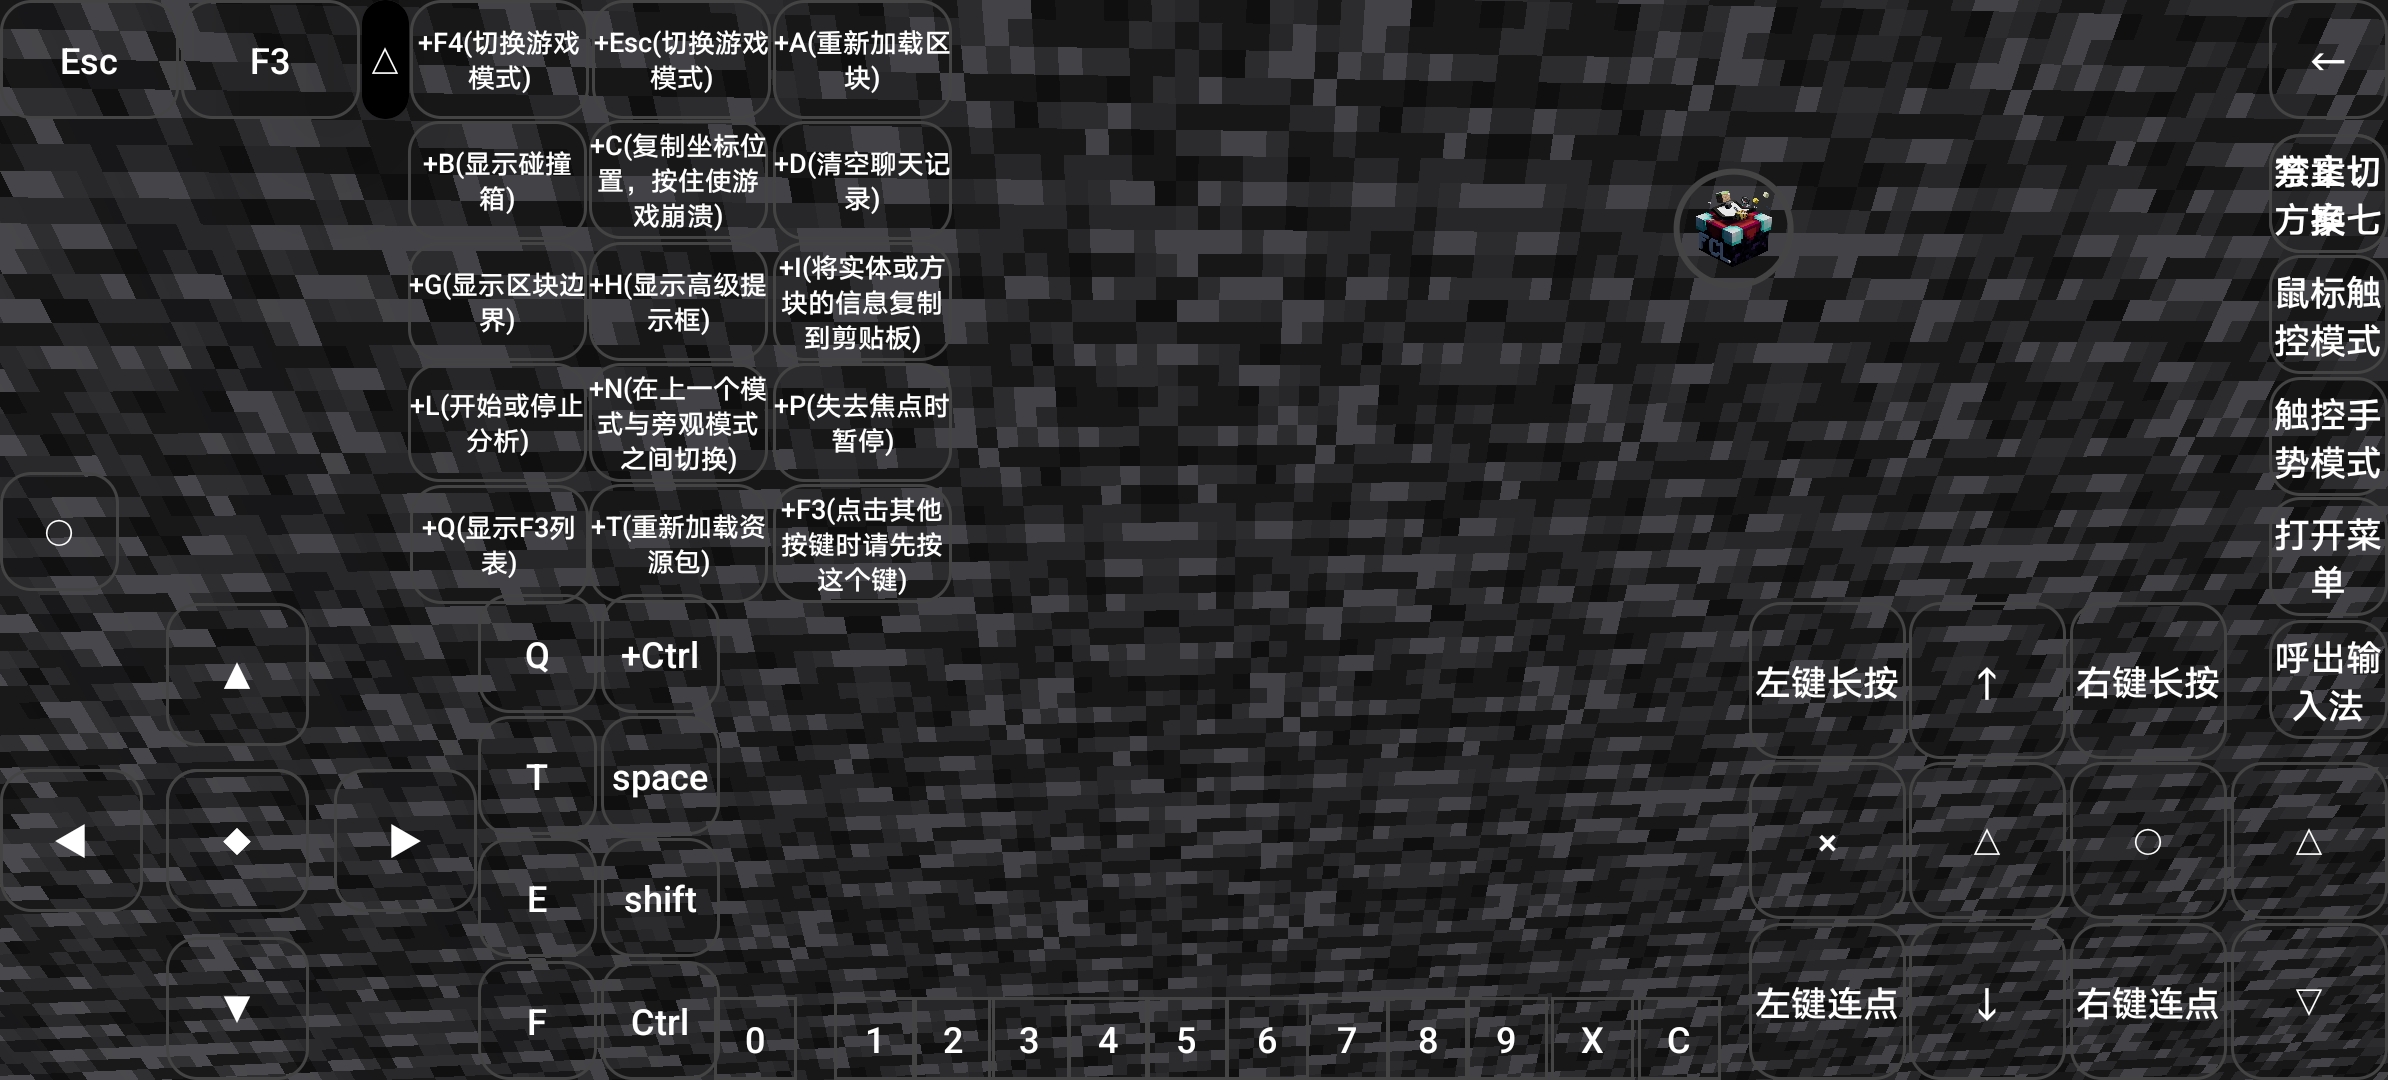 Esc
F3
△
+F4(切换游戏
模式)
+Esc(切换游戏
模式)
+A(重新加载区
块)
←
+B(显示碰撞
箱)
+C(复制坐标位
置，按住使游
戏崩溃)
+D(清空聊天记
录)
+G(显示区块边
界)
+H(显示高级提
示框)
+I(将实体或方
块的信息复制
到剪贴板)
鼠标触
控模式
+L(开始或停止
分析)
+N(在上一个模
式与旁观模式
之间切换)
+P(失去焦点时
暂停)
触控手
势模式
○
+Q(显示F3列
表)
+T(重新加载资
源包)
+F3(点击其他
按键时请先按
这个键)
打开菜
单
▲
Q
+Ctrl
左键长按
↑
右键长按
呼出输
入法
T
space
◀
◆
▶
×
△
○
△
E
shift
▼
F
Ctrl
左键连点
↓
右键连点
▽
0
1
2
3
4
5
6
7
8
9
X
C
FCL